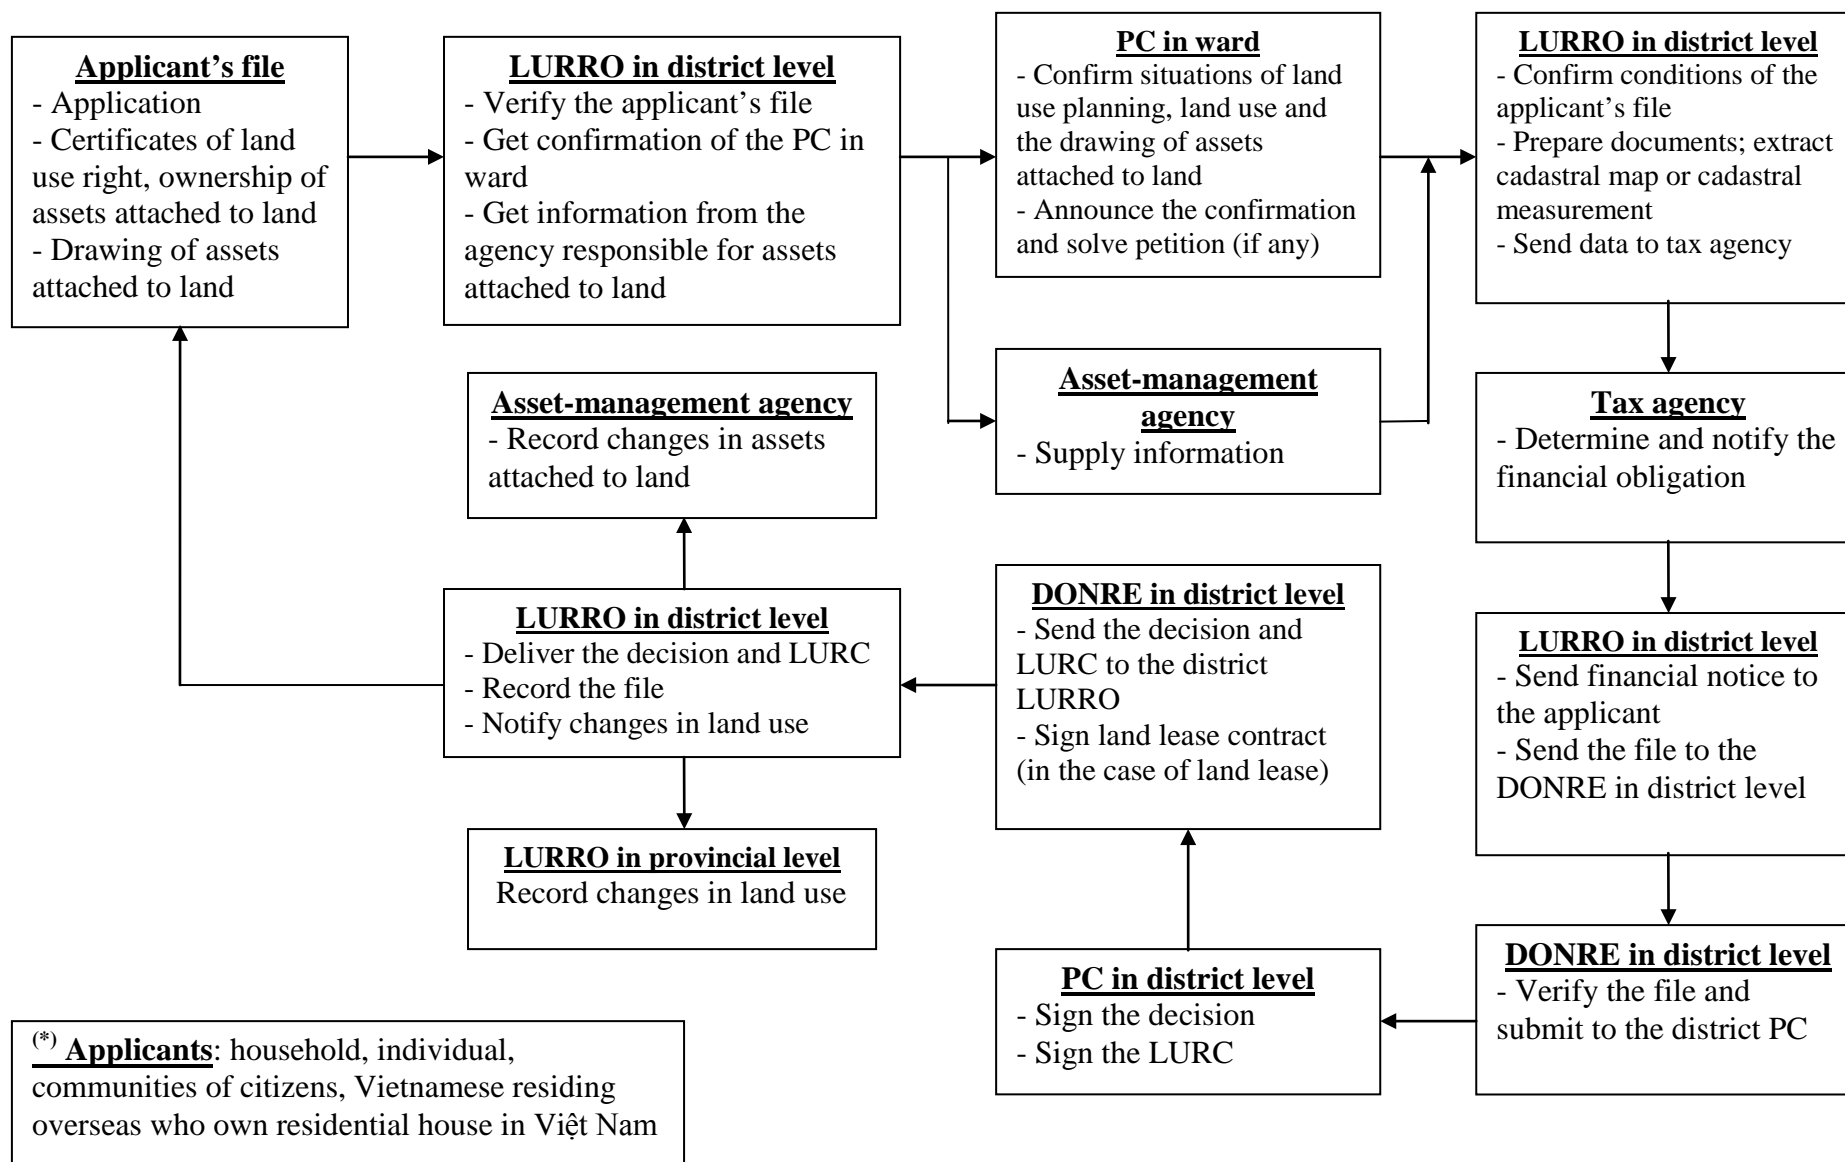 Applicant’s file
- Application
- Certificates of land
use right, ownership of
assets attached to land
- Drawing of assets
attached to land
LURRO in district level
- Verify the applicant’s file
- Get confirmation of the PC in
ward
- Get information from the
agency responsible for assets
attached to land
PC in ward
- Confirm situations of land
use planning, land use and
the drawing of assets
attached to land
- Announce the confirmation
and solve petition (if any)
LURRO in district level
- Confirm conditions of the
applicant’s file
- Prepare documents; extract
cadastral map or cadastral
measurement
- Send data to tax agency
Asset-management
agency
- Supply information
Asset-management agency
- Record changes in assets
attached to land
Tax agency
- Determine and notify the
financial obligation
LURRO in district level
- Deliver the decision and LURC
- Record the file
- Notify changes in land use
DONRE in district level
- Send the decision and
LURC to the district
LURRO
- Sign land lease contract
(in the case of land lease)
LURRO in district level
- Send financial notice to
the applicant
- Send the file to the
DONRE in district level
LURRO in provincial level
Record changes in land use
PC in district level
- Sign the decision
- Sign the LURC
DONRE in district level
- Verify the file and
submit to the district PC
(*) Applicants: household, individual,
communities of citizens, Vietnamese residing
overseas who own residential house in Việt Nam